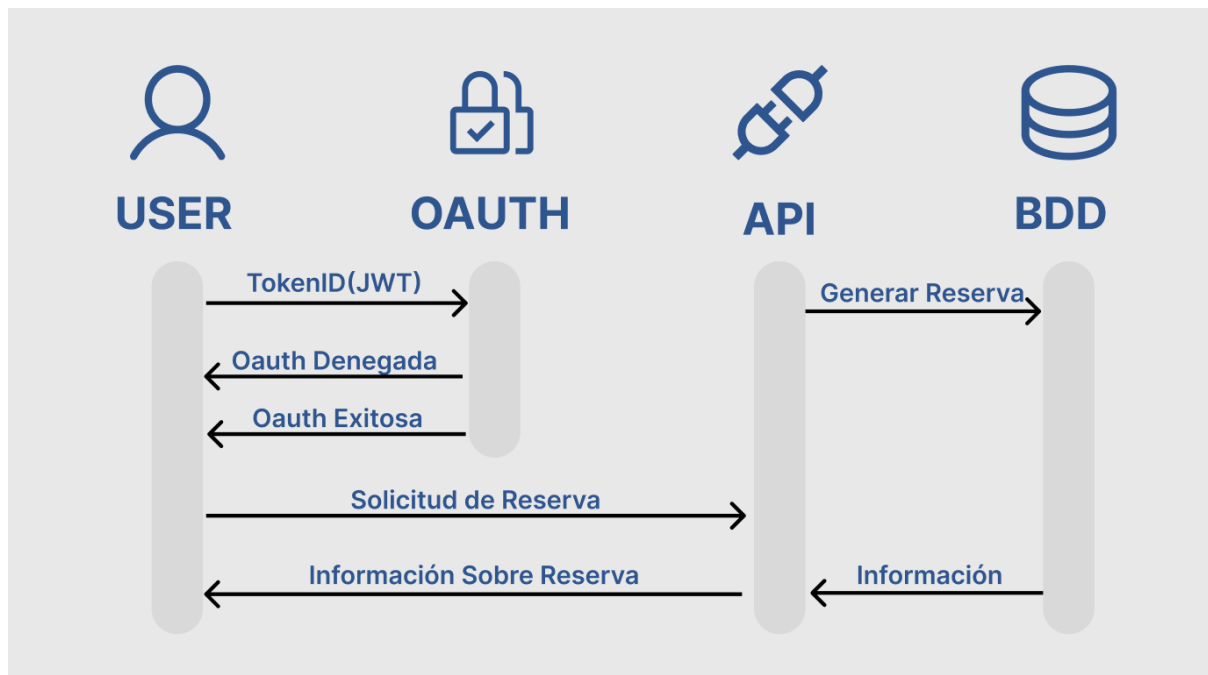 USER
OAUTH
API
BDD
TokenID(JWT)
Generar Reserva
Oauth Denegada
Oauth Exitosa
Solicitud de Reserva
Información Sobre Reserva
Información